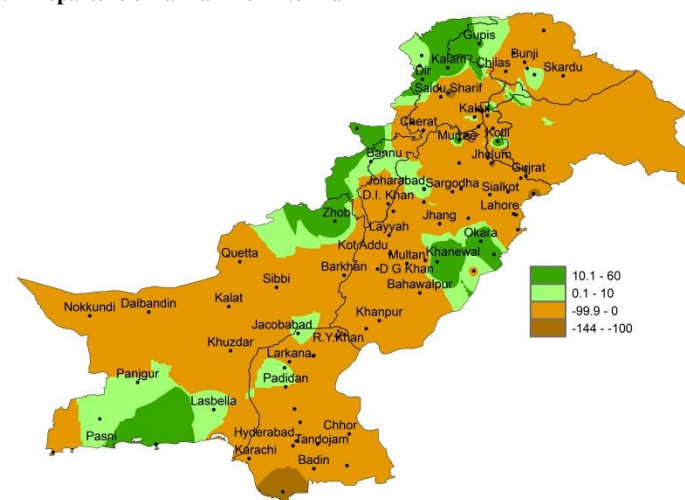 Gupis
Bunji
Kalam
Chilas
Skardu
Dir
Saidu Sharif
Kakul
Cherat
Murree
Kotli
Bannu
Jhelum
Gujrat
Joharabad
Sargodha
Sialkot
D.I. Khan
Zhob
Jhang
Lahore
Layyah
Okara
Quetta
Kot Addu
Multan
Khanewal
Barkhan
D G Khan
Sibbi
Bahawalpur
Nokkundi
Dalbandin
Kalat
Khanpur
Jacobabad
R.Y.Khan
Khuzdar
Larkana
Panjgur
Padidan
Lasbella
Pasni
Hyderabad
Chhor
Tandojam
Karachi
Badin
10.1 - 60
0.1 - 10
-99.9 - 0
-144 - -100